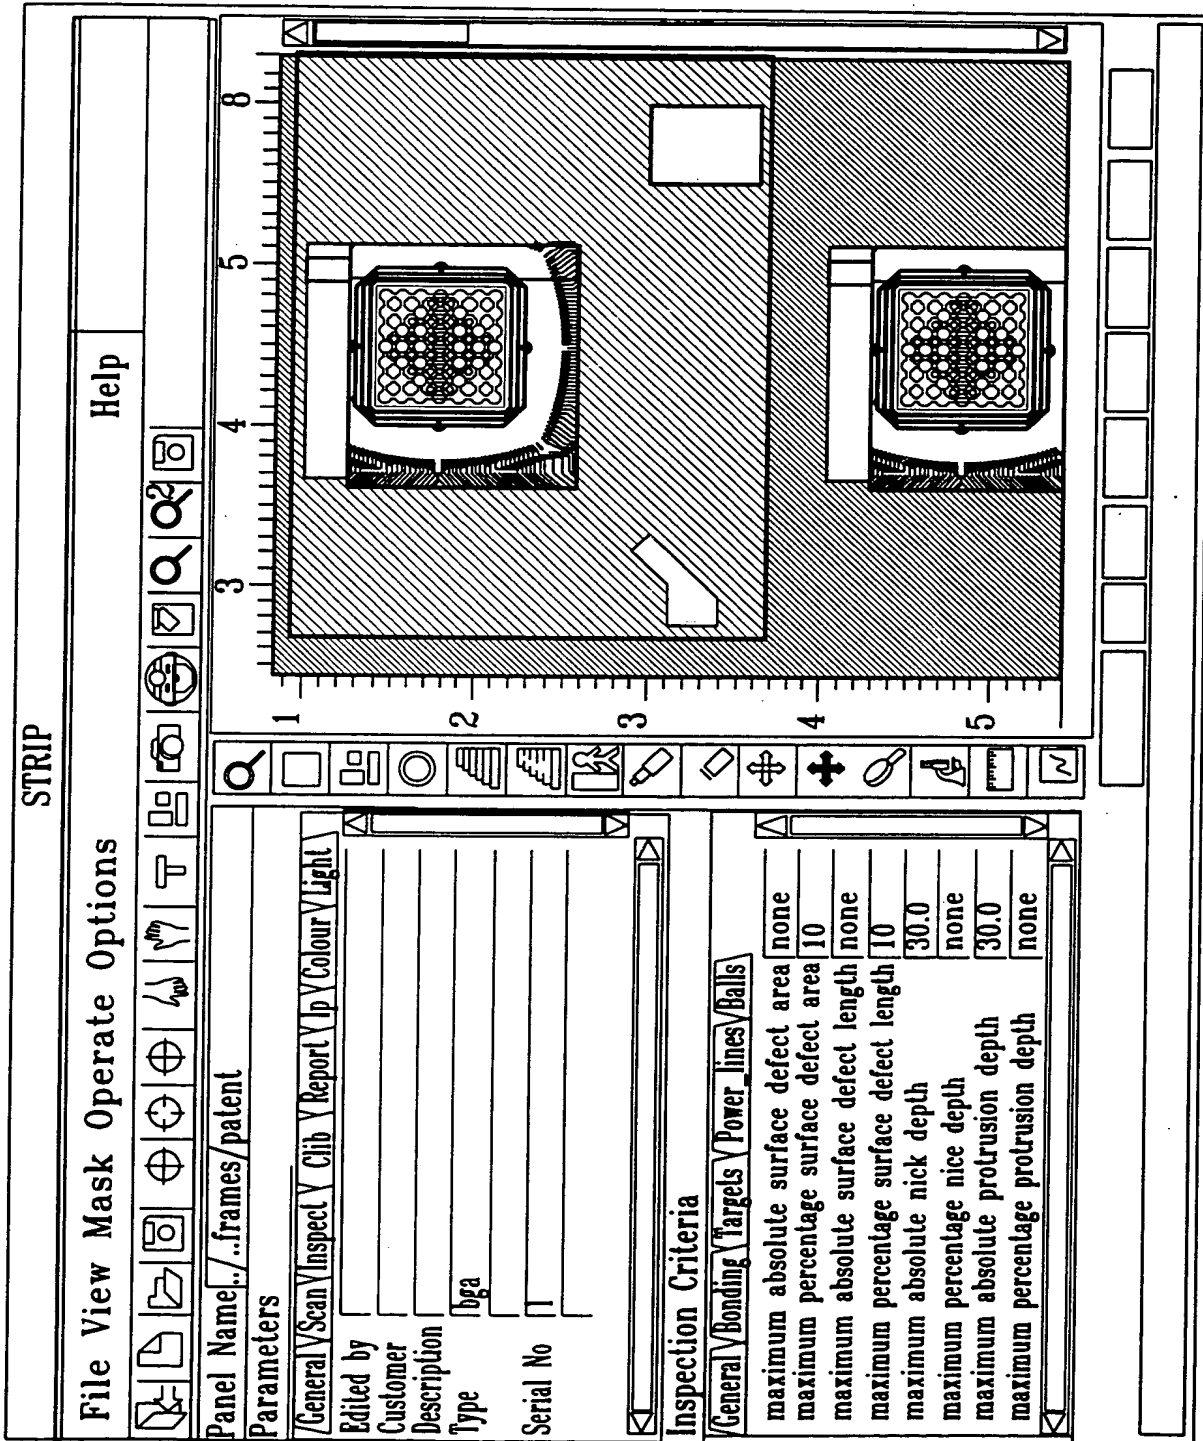 STRIP
File View Mask Operate Options Help
2
Panel Name ../..frames/patent
Parameters
General Scan Inspect Clib Report Ip Colour Light
Edited by
Customer
Description
Type bga
Serial No 1
Inspection Criteria
General Bonding Targets Power_lines Balls
maximum absolute surface defect area none
maximum percentage surface defect area 10
maximum absolute surface defect length none
maximum percentage surface defect length 10
maximum absolute nick depth 30.0
maximum percentage nice depth none
maximum absolute protrusion depth 30.0
maximum percentage protrusion depth none
3 4 5 8
1
2
3
4
5